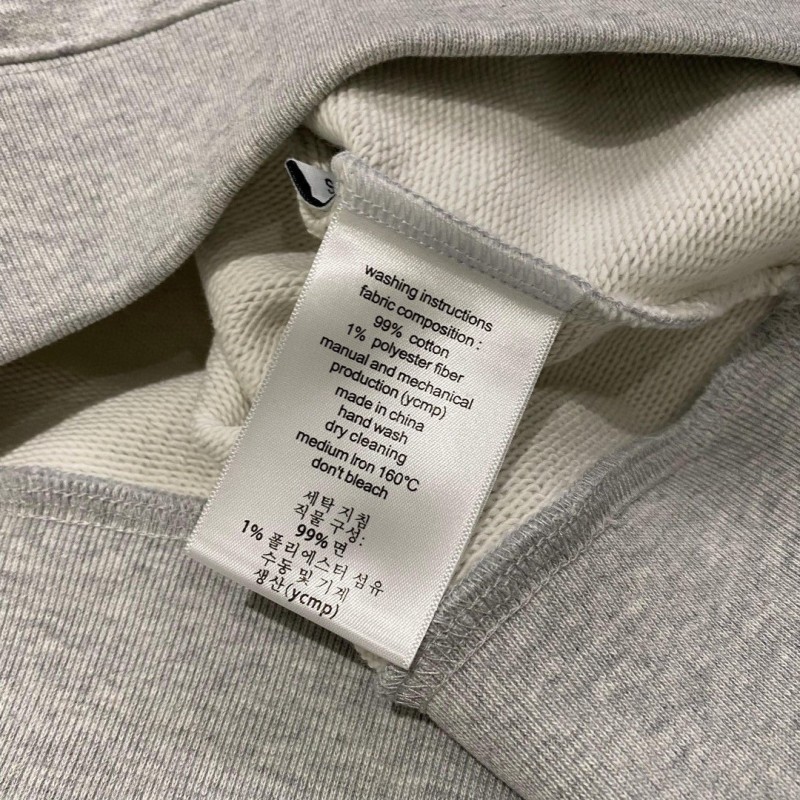 washing instructions
fabric composition :
99% cotton
1% polyester fiber
manual and mechanical
production (ycmp)
made in china
hand wash
dry cleaning
medium Iron 160°C
don't bleach
세탁 지침
직물 구성:
99% 면
1% 폴리에스터 섬유
수동 및 기계
생산(ycmp)